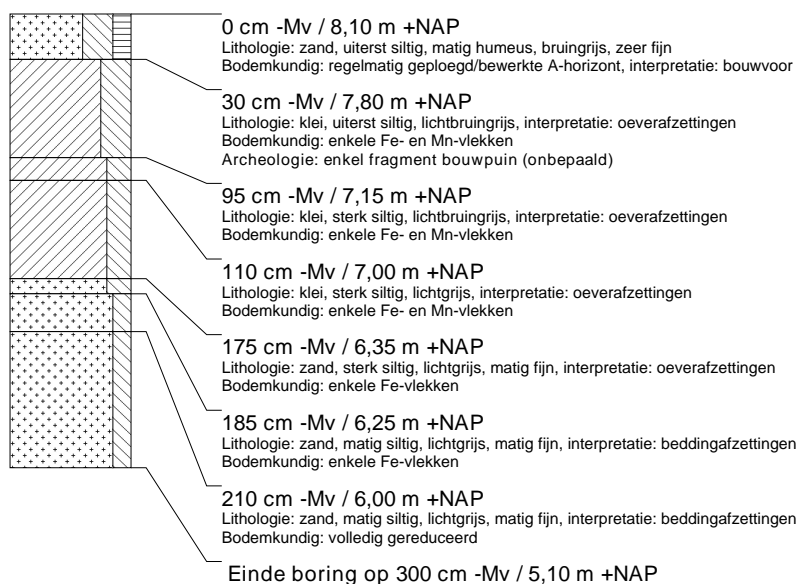 0 cm -Mv / 8,10 m +NAP
Lithologie: zand, uiterst siltig, matig humeus, bruingrijs, zeer fijn
Bodemkundig: regelmatig geploegd/bewerkte A-horizont, interpretatie: bouwvoor
30 cm -Mv / 7,80 m +NAP
Lithologie: klei, uiterst siltig, lichtbruingrijs, interpretatie: oeverafzettingen
Bodemkundig: enkele Fe- en Mn-vlekken
Archeologie: enkel fragment bouwpuin (onbepaald)
95 cm -Mv / 7,15 m +NAP
Lithologie: klei, sterk siltig, lichtbruingrijs, interpretatie: oeverafzettingen
Bodemkundig: enkele Fe- en Mn-vlekken
110 cm -Mv / 7,00 m +NAP
Lithologie: klei, sterk siltig, lichtgrijs, interpretatie: oeverafzettingen
Bodemkundig: enkele Fe- en Mn-vlekken
175 cm -Mv / 6,35 m +NAP
Lithologie: zand, sterk siltig, lichtgrijs, matig fijn, interpretatie: oeverafzettingen
Bodemkundig: enkele Fe-vlekken
185 cm -Mv / 6,25 m +NAP
Lithologie: zand, matig siltig, lichtgrijs, matig fijn, interpretatie: beddingafzettingen
Bodemkundig: enkele Fe-vlekken
210 cm -Mv / 6,00 m +NAP
Lithologie: zand, matig siltig, lichtgrijs, matig fijn, interpretatie: beddingafzettingen
Bodemkundig: volledig gereduceerd
Einde boring op 300 cm -Mv / 5,10 m +NAP